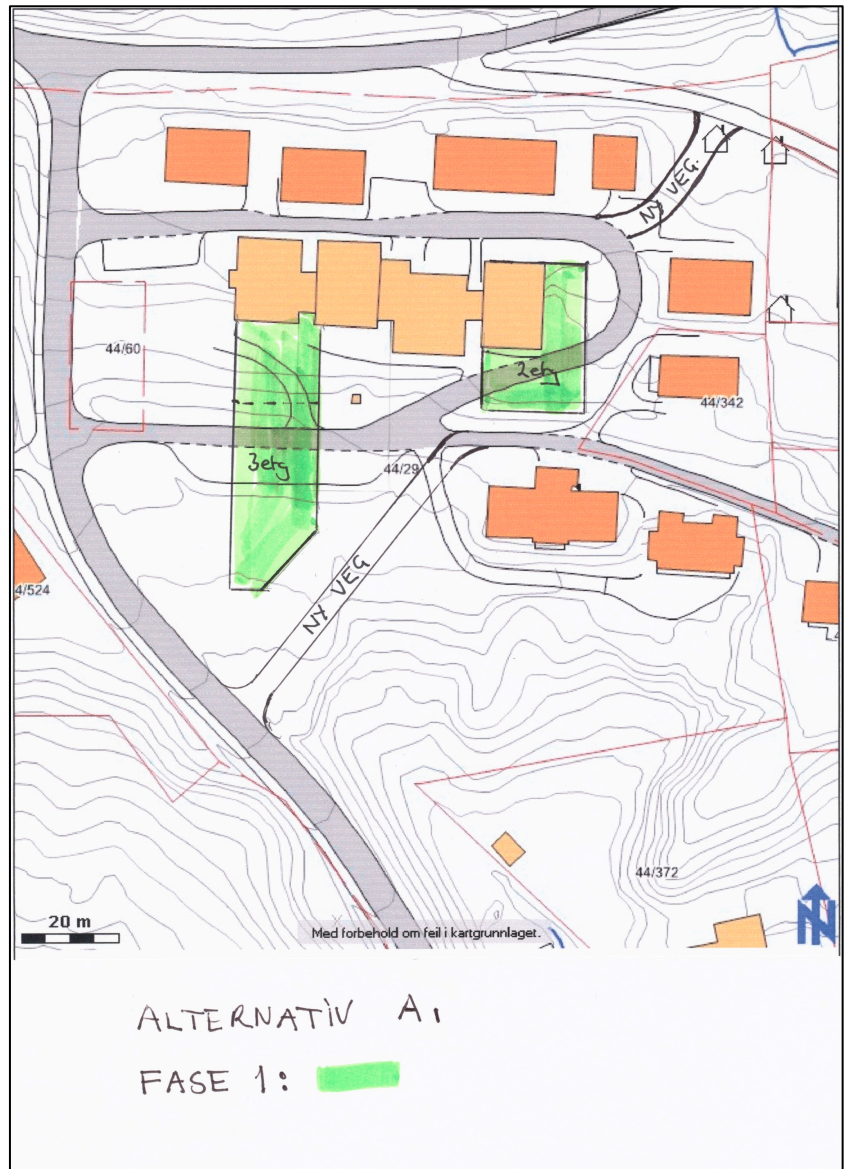 NY VEG.
44/60
2etg
44/342
3etg
44/29
NY VEG
4/524
44/372
20 m
Med forbehold om feil i kartgrunnlaget.
N
ALTERNATIV A1
FASE 1: